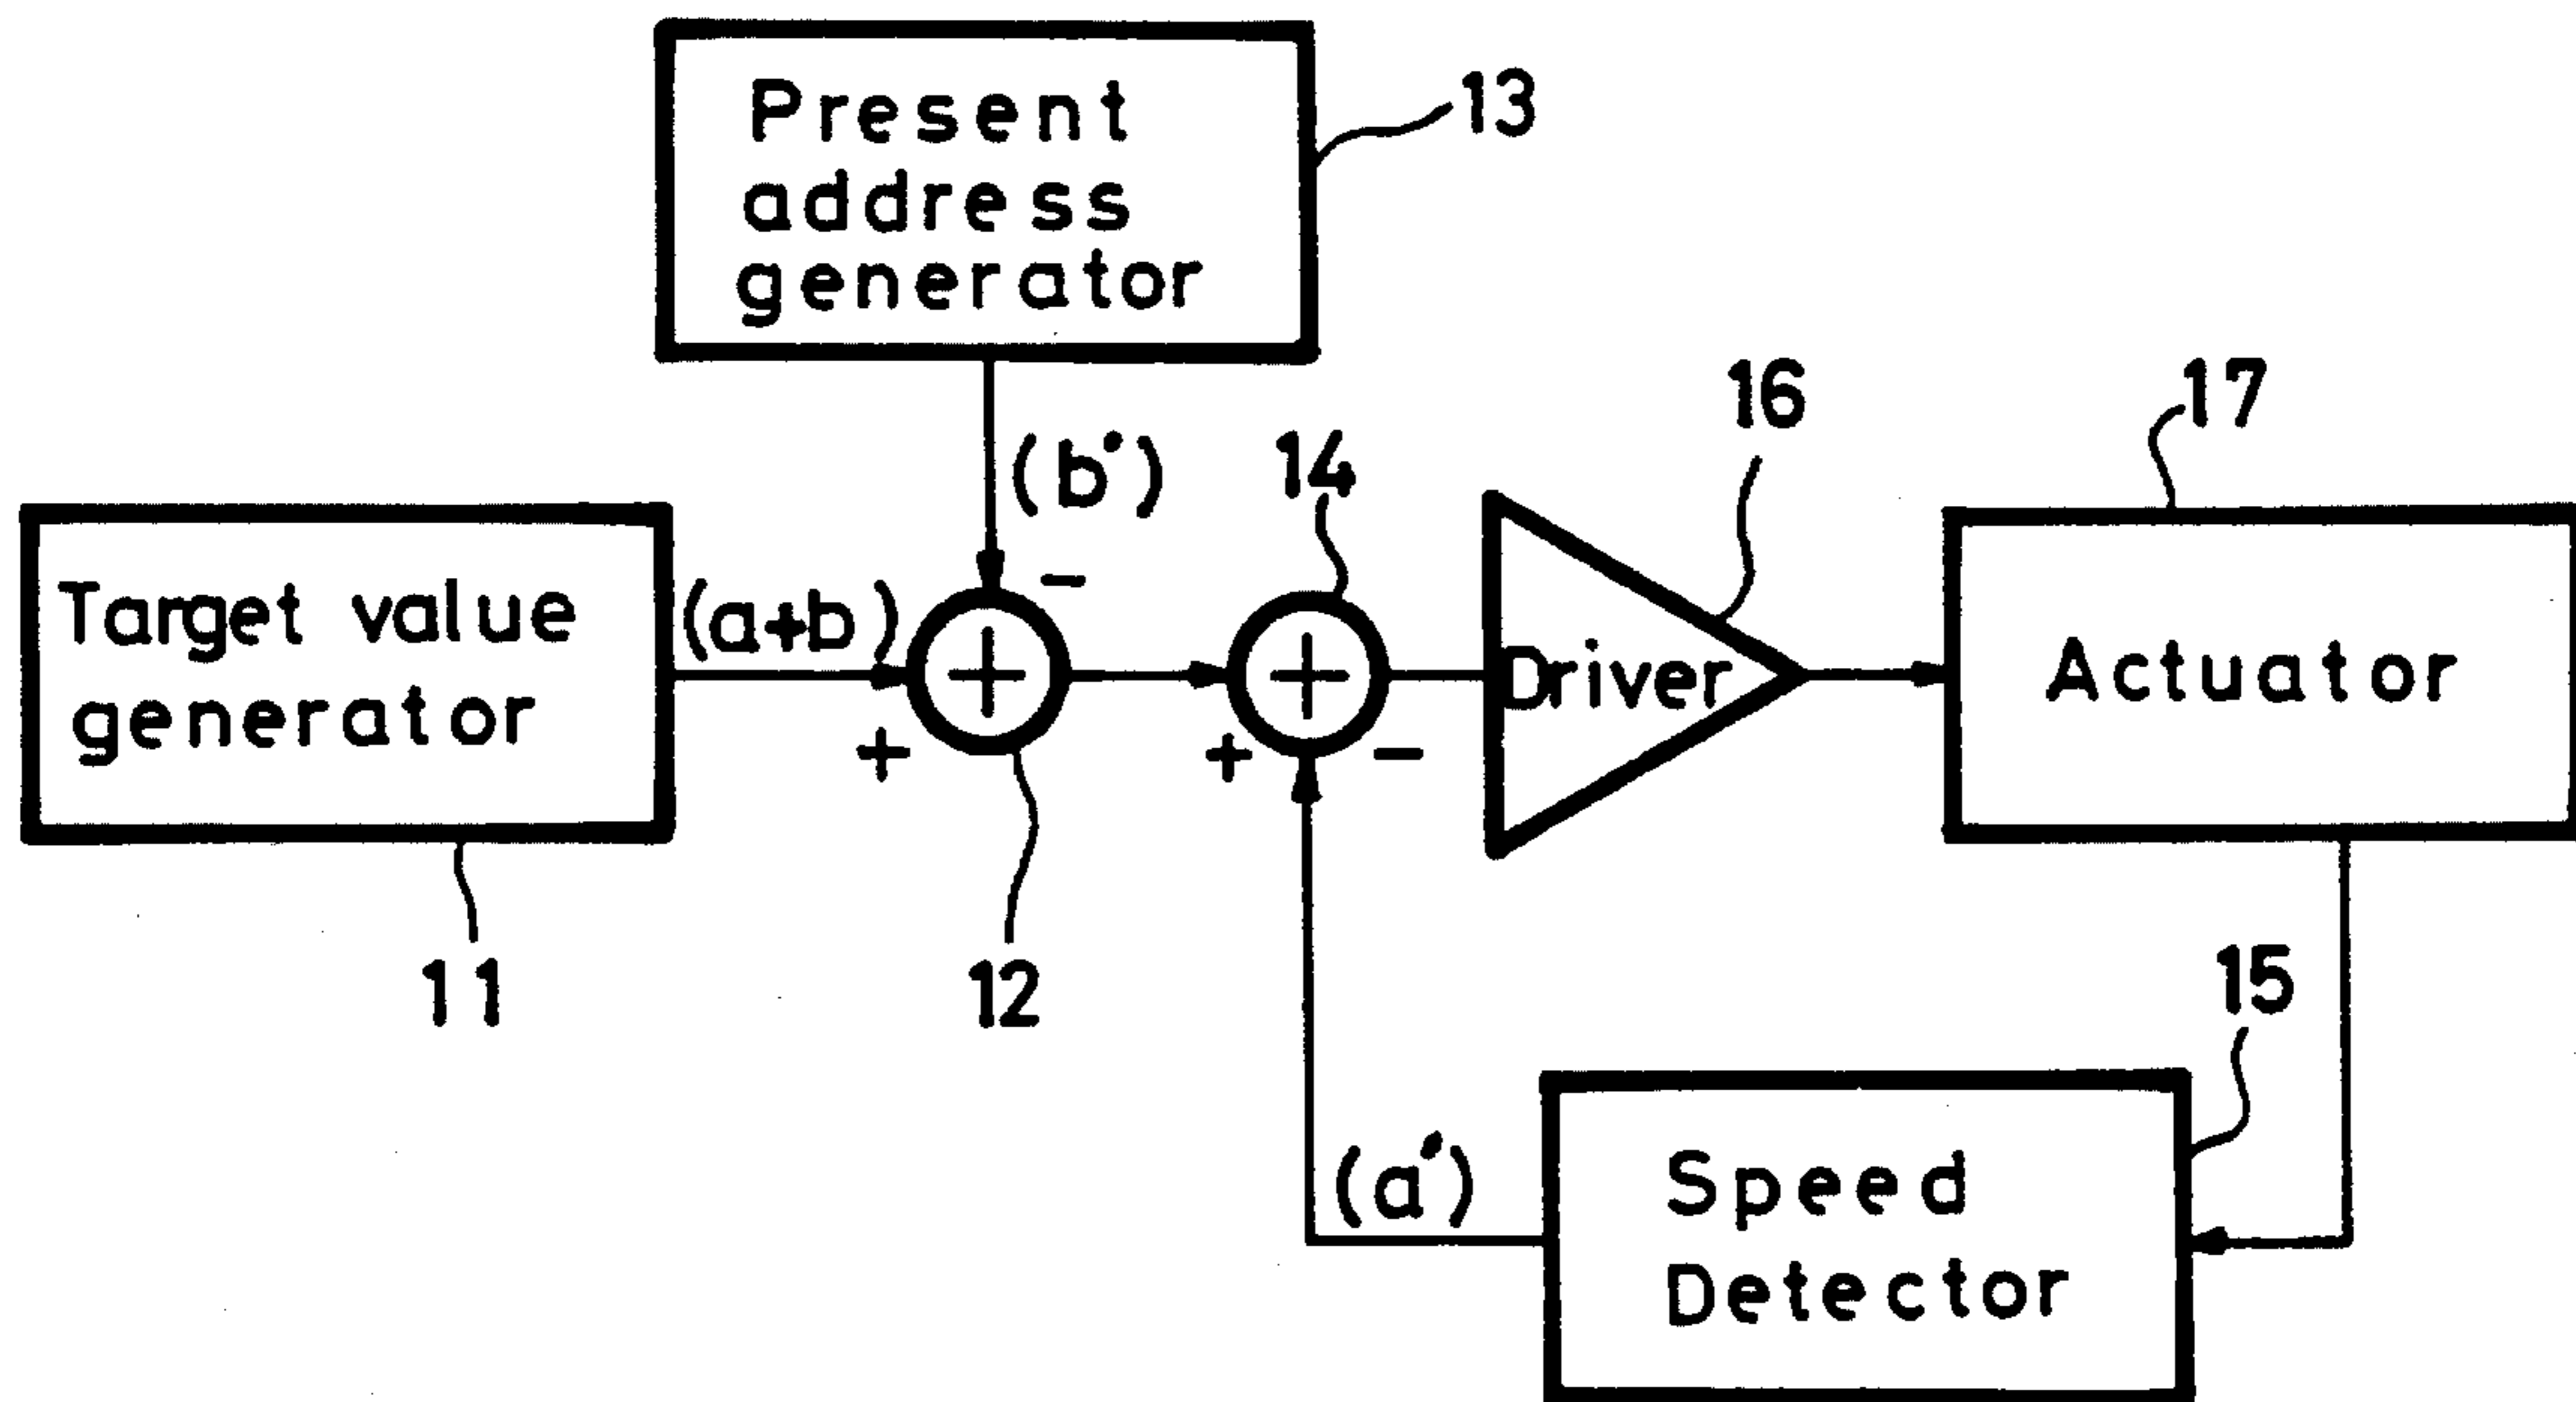 Present
address
generator
13
16
17
(b')
14
Target value
generator
(a+b)
-
+
+
-
Driver
Actuator
11
12
15
(a')
Speed
Detector